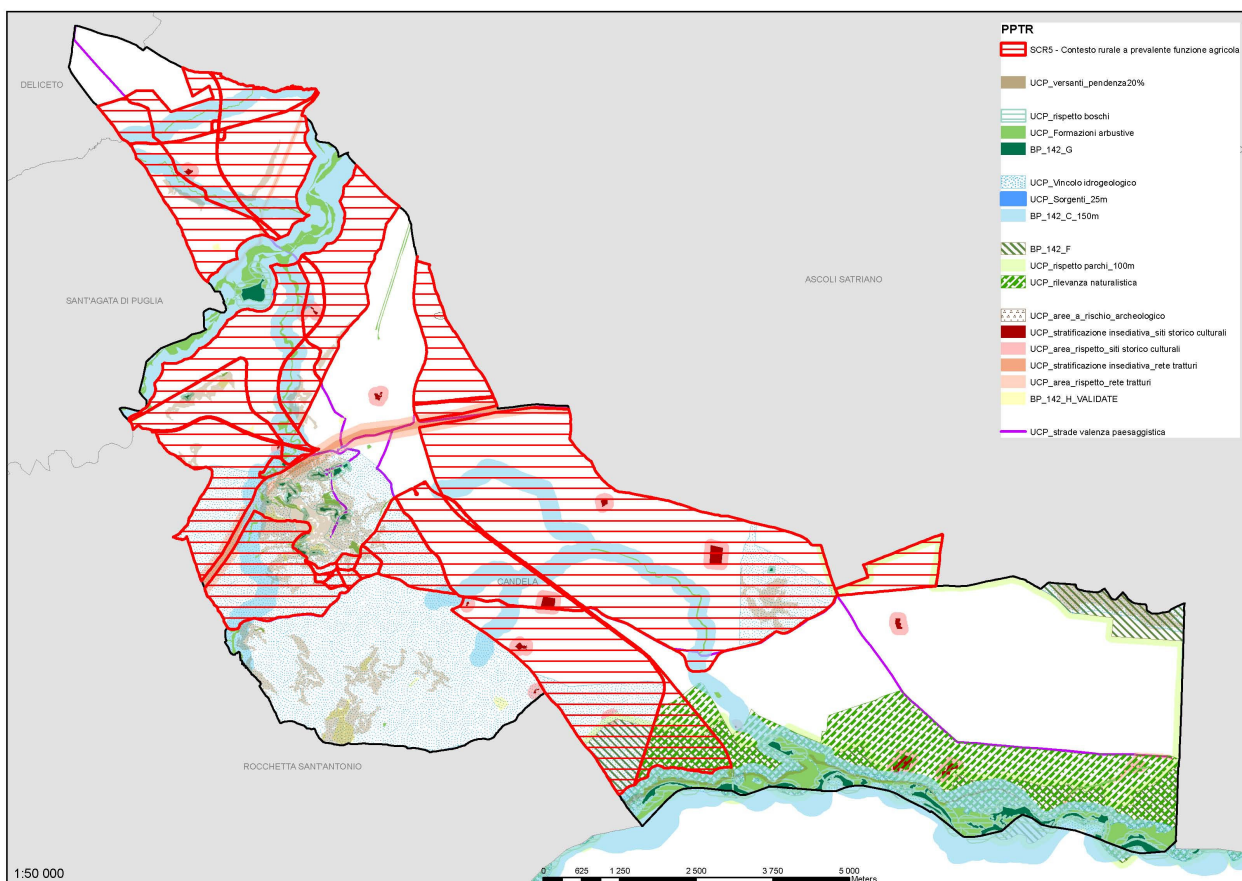 PPTR
SCR5 - Contesto rurale a prevalente funzione agricola
DELICETO
UCP_versanti_pendenza20%
UCP_rispetto boschi
UCP_Formazioni arbustive
BP_142_G
UCP_Vincolo idrogeologico
UCP_Sorgenti_25m
BP_142_C_150m
BP_142_F
UCP_rispetto parchi_100m
UCP_rilevanza naturalistica
ASCOLI SATRIANO
SANT'AGATA DI PUGLIA
UCP_aree_a_rischio_archeologico
UCP_stratificazione insediativa_siti storico culturali
UCP_area_rispetto_siti storico culturali
UCP_stratificazione insediativa_rete tratturi
UCP_area_rispetto_rete tratturi
BP_142_H_VALIDATE
UCP_strade valenza paesaggistica
CANDELA
ROCCHETTA SANT'ANTONIO
1:50 000
0 625 1 250 2 500 3 750 5 000
Meters